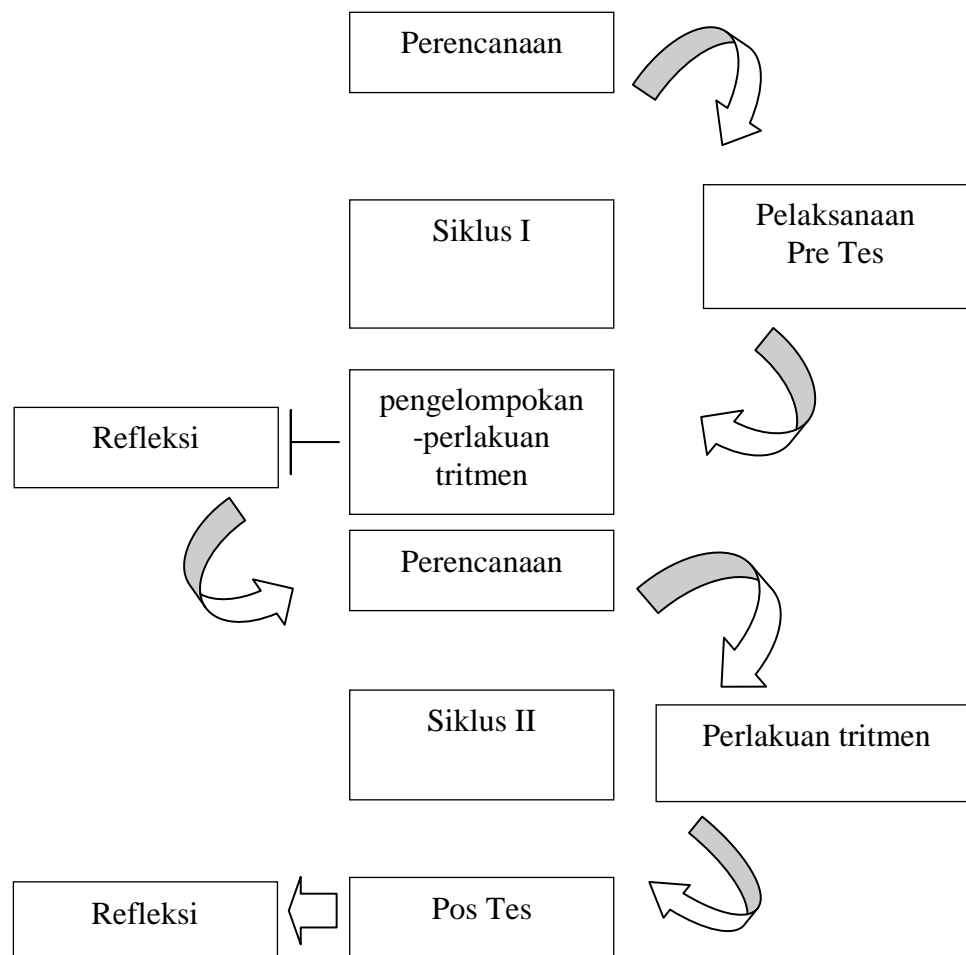 Perencanaan
Siklus I
Pelaksanaan
Pre Tes
Refleksi
pengelompokan
-perlakuan
tritmen
Perencanaan
Siklus II
Perlakuan tritmen
Refleksi
Pos Tes